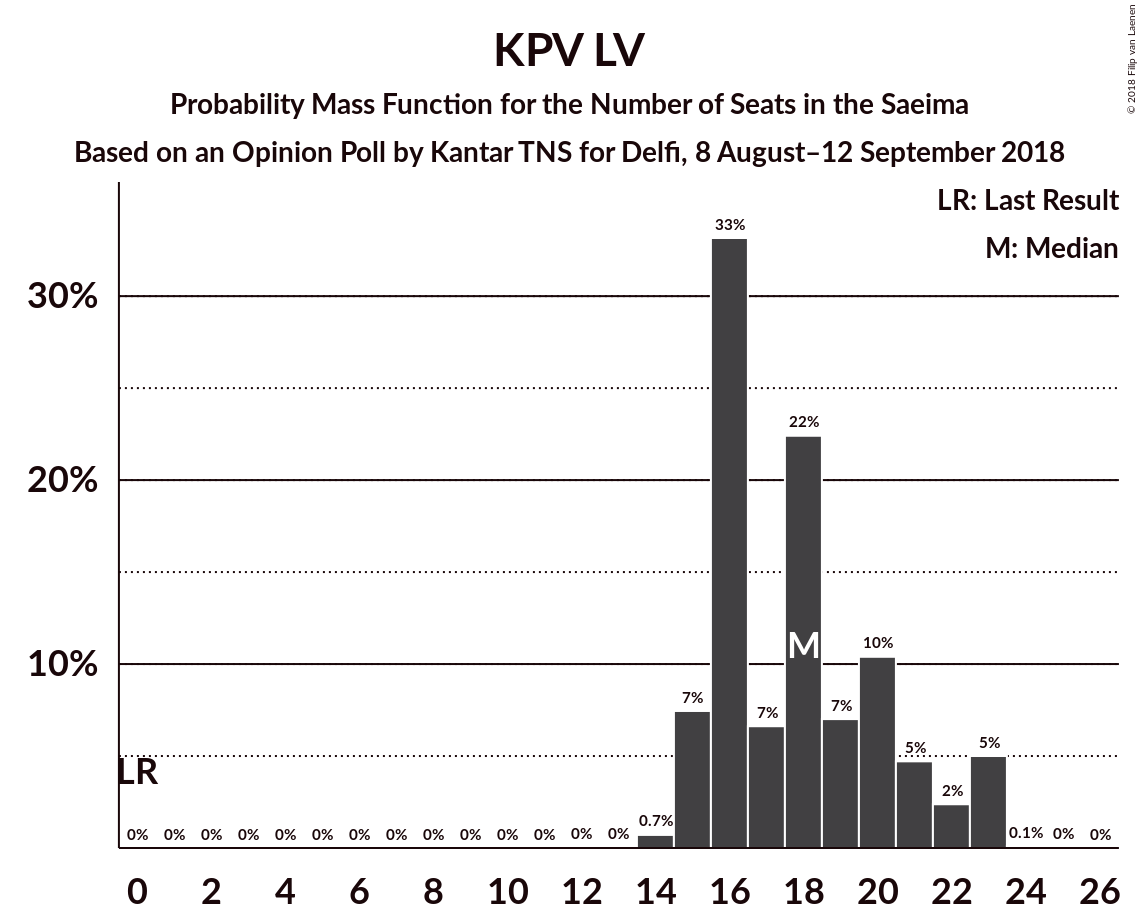 KPV LV
Probability Mass Function for the Number of Seats in the Saeima
Based on an Opinion Poll by Kantar TNS for Delfi, 8 August–12 September 2018
© 2018 Filip van Laenen
LR: Last Result
M: Median
33%
30%
22%
20%
M
10%
10%
7%
7%
7%
5%
5%
LR
2%
0% 0% 0% 0% 0% 0% 0% 0% 0% 0% 0% 0% 0% 0% 0.7% 0.1% 0% 0%
0 2 4 6 8 10 12 14 16 18 20 22 24 26